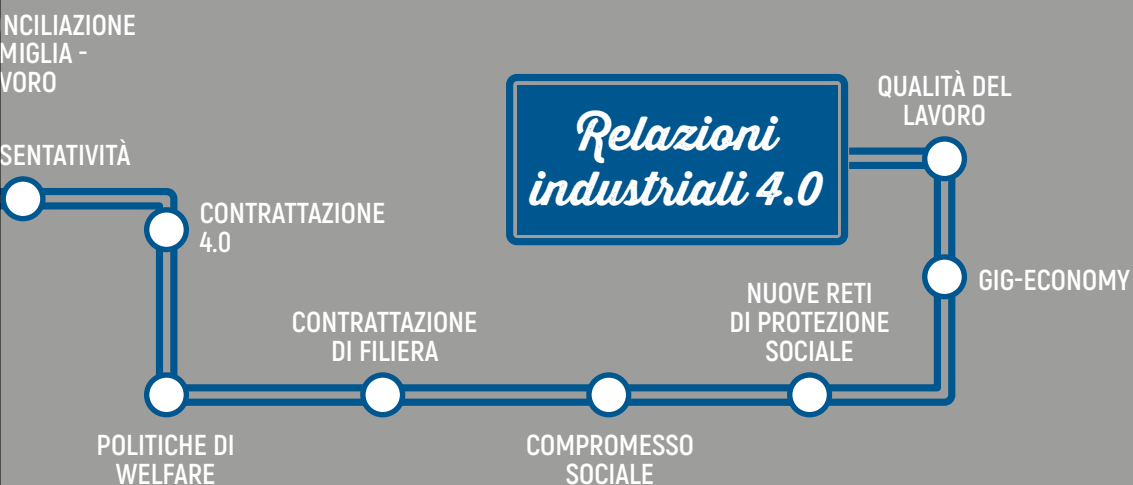 NCILIAZIONE
MIGLIA -
VORO
SENTATIVITÀ
CONTRATTAZIONE
4.0
POLITICHE DI
WELFARE
CONTRATTAZIONE
DI FILIERA
COMPROMESSO
SOCIALE
NUOVE RETI
DI PROTEZIONE
SOCIALE
GIG-ECONOMY
QUALITÀ DEL
LAVORO
Relazioni
industriali 4.0